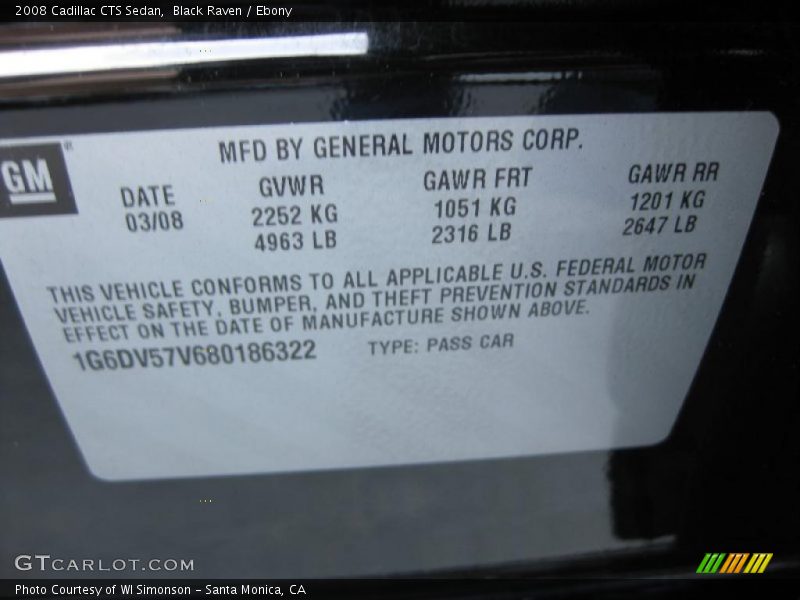 2008 Cadillac CTS Sedan, Black Raven / Ebony
GM
MFD BY GENERAL MOTORS CORP.
DATE GVWR GAWR FRT GAWR RR
03/08 2252 KG 1051 KG 1201 KG
4963 LB 2316 LB 2647 LB
THIS VEHICLE CONFORMS TO ALL APPLICABLE U.S. FEDERAL MOTOR
VEHICLE SAFETY, BUMPER, AND THEFT PREVENTION STANDARDS IN
EFFECT ON THE DATE OF MANUFACTURE SHOWN ABOVE.
1G6DV57V680186322 TYPE: PASS CAR
GTCARLOT.COM
Photo Courtesy of WI Simonson - Santa Monica, CA